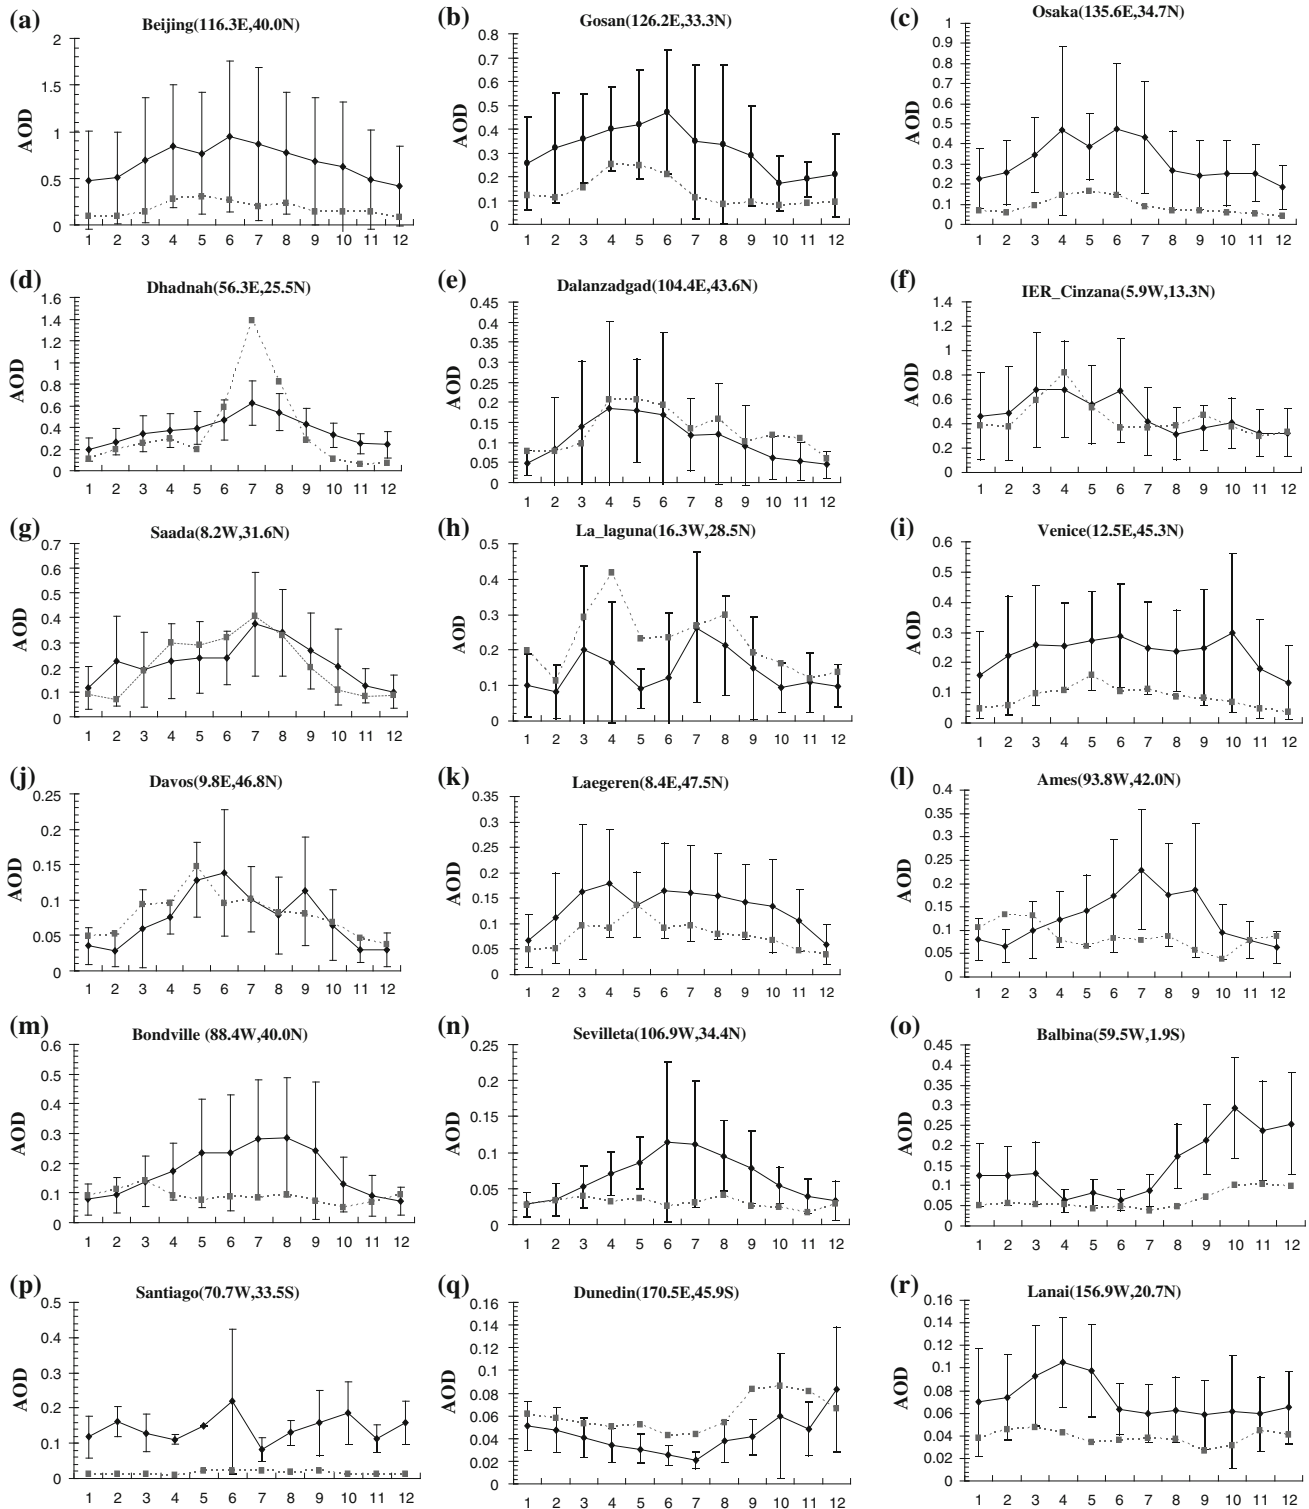 (a) Beijing(116.3E,40.0N)
AOD
2
1.5
1
0.5
0
1 2 3 4 5 6 7 8 9 10 11 12
(b) Gosan(126.2E,33.3N)
AOD
0.8
0.7
0.6
0.5
0.4
0.3
0.2
0.1
0
1 2 3 4 5 6 7 8 9 10 11 12
(c) Osaka(135.6E,34.7N)
AOD
1
0.9
0.8
0.7
0.6
0.5
0.4
0.3
0.2
0.1
0
1 2 3 4 5 6 7 8 9 10 11 12
(d) Dhadnah(56.3E,25.5N)
AOD
1.6
1.4
1.2
1
0.8
0.6
0.4
0.2
0
1 2 3 4 5 6 7 8 9 10 11 12
(e) Dalanzadgad(104.4E,43.6N)
AOD
0.45
0.4
0.35
0.3
0.25
0.2
0.15
0.1
0.05
0
1 2 3 4 5 6 7 8 9 10 11 12
(f) IER_Cinzana(5.9W,13.3N)
AOD
1.4
1.2
1
0.8
0.6
0.4
0.2
0
1 2 3 4 5 6 7 8 9 10 11 12
(g) Saada(8.2W,31.6N)
AOD
0.7
0.6
0.5
0.4
0.3
0.2
0.1
0
1 2 3 4 5 6 7 8 9 10 11 12
(h) La_laguna(16.3W,28.5N)
AOD
0.5
0.4
0.3
0.2
0.1
0
1 2 3 4 5 6 7 8 9 10 11 12
(i) Venice(12.5E,45.3N)
AOD
0.6
0.5
0.4
0.3
0.2
0.1
0
1 2 3 4 5 6 7 8 9 10 11 12
(j) Davos(9.8E,46.8N)
AOD
0.25
0.2
0.15
0.1
0.05
0
1 2 3 4 5 6 7 8 9 10 11 12
(k) Laegeren(8.4E,47.5N)
AOD
0.35
0.3
0.25
0.2
0.15
0.1
0.05
0
1 2 3 4 5 6 7 8 9 10 11 12
(l) Ames(93.8W,42.0N)
AOD
0.4
0.35
0.3
0.25
0.2
0.15
0.1
0.05
0
1 2 3 4 5 6 7 8 9 10 11 12
(m) Bondville (88.4W,40.0N)
AOD
0.6
0.5
0.4
0.3
0.2
0.1
0
1 2 3 4 5 6 7 8 9 10 11 12
(n) Sevilleta(106.9W,34.4N)
AOD
0.25
0.2
0.15
0.1
0.05
0
1 2 3 4 5 6 7 8 9 10 11 12
(o) Balbina(59.5W,1.9S)
AOD
0.45
0.4
0.35
0.3
0.25
0.2
0.15
0.1
0.05
0
1 2 3 4 5 6 7 8 9 10 11 12
(p) Santiago(70.7W,33.5S)
AOD
0.5
0.4
0.3
0.2
0.1
0
1 2 3 4 5 6 7 8 9 10 11 12
(q) Dunedin(170.5E,45.9S)
AOD
0.16
0.14
0.12
0.1
0.08
0.06
0.04
0.02
0
1 2 3 4 5 6 7 8 9 10 11 12
(r) Lanai(156.9W,20.7N)
AOD
0.16
0.14
0.12
0.1
0.08
0.06
0.04
0.02
0
1 2 3 4 5 6 7 8 9 10 11 12